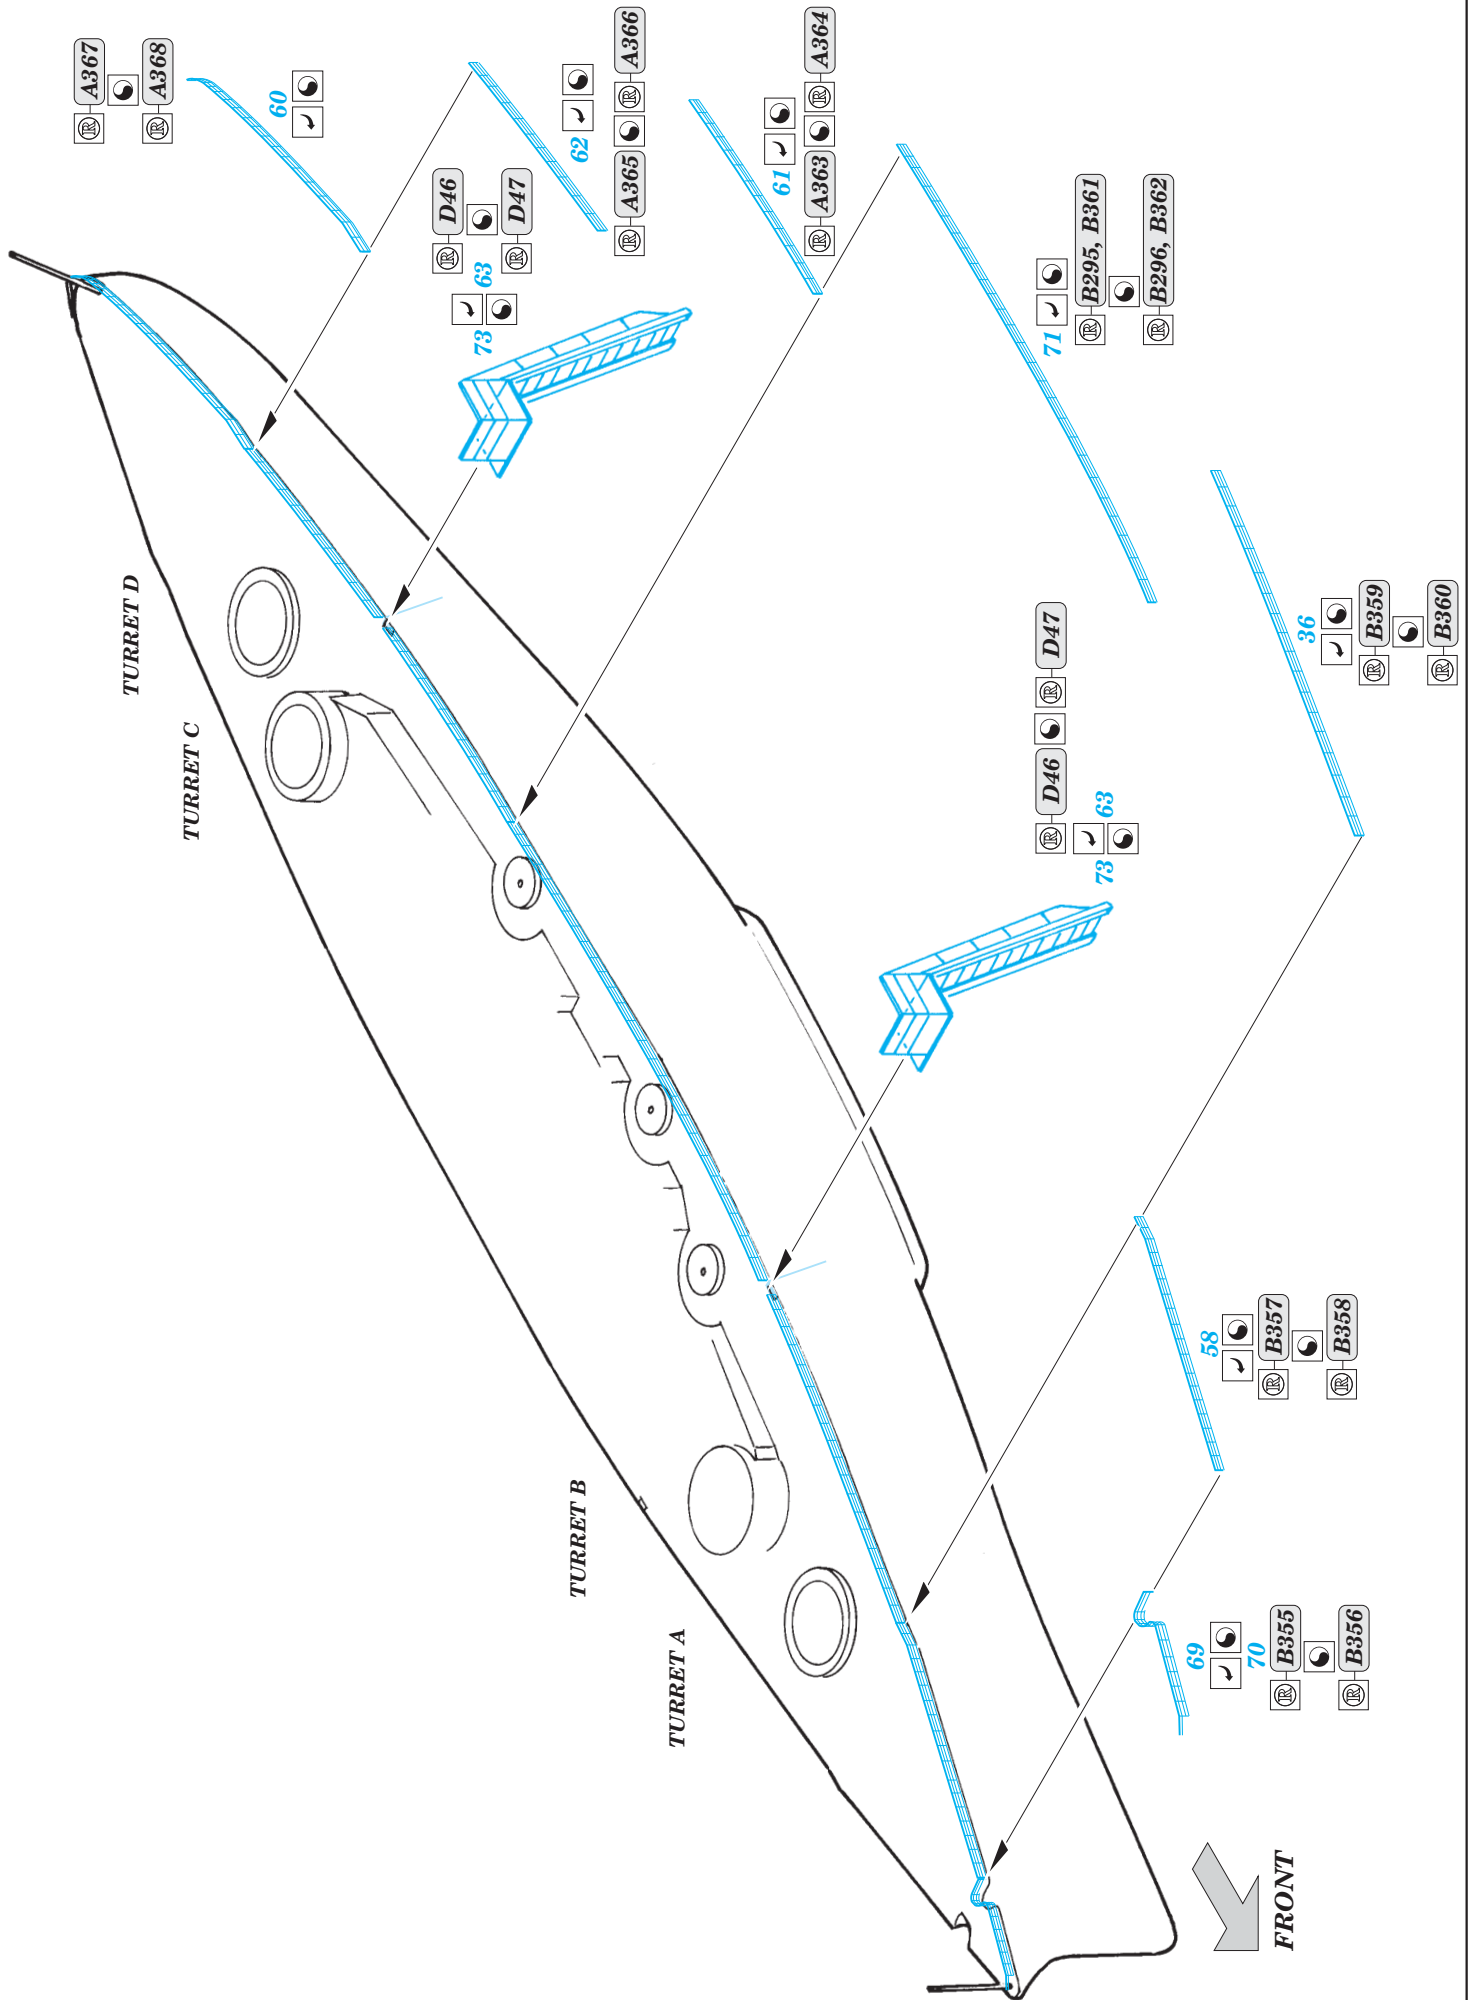 A367
R
A368
R
60
A366
R
A365
R
62
D46
R
D47
R
63
73
A364
R
A363
R
61
71
R
B295, B361
R
B296, B362
TURRET D
TURRET C
D47
R
D46
R
63
73
36
R
B359
R
B360
58
R
B357
R
B358
TURRET B
TURRET A
69
70
R
B355
R
B356
FRONT